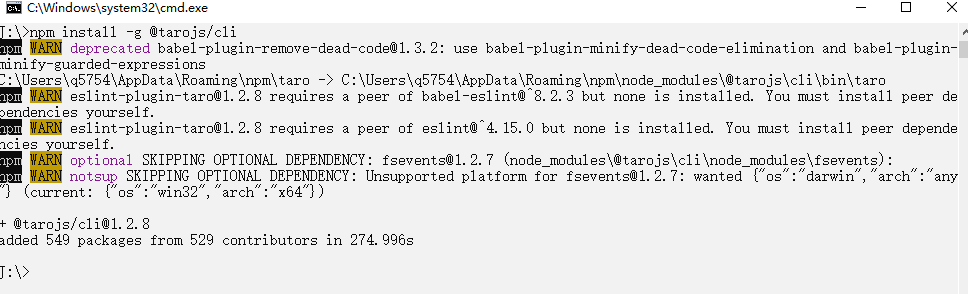 C:\Windows\system32\cmd.exe
J:\>npm install -g @tarojs/cli
npm WARN deprecated babel-plugin-remove-dead-code@1.3.2: use babel-plugin-minify-dead-code-elimination and babel-plugin-
minify-guarded-expressions
C:\Users\q5754\AppData\Roaming\npm\taro -> C:\Users\q5754\AppData\Roaming\npm\node_modules\@tarojs\cli\bin\taro
npm WARN eslint-plugin-taro@1.2.8 requires a peer of babel-eslint@^8.2.3 but none is installed. You must install peer de
pendencies yourself.
npm WARN eslint-plugin-taro@1.2.8 requires a peer of eslint@^4.15.0 but none is installed. You must install peer depende
ncies yourself.
npm WARN optional SKIPPING OPTIONAL DEPENDENCY: fsevents@1.2.7 (node_modules\@tarojs\cli\node_modules\fsevents):
npm WARN notsup SKIPPING OPTIONAL DEPENDENCY: Unsupported platform for fsevents@1.2.7: wanted {"os":"darwin","arch":"any
"} (current: {"os":"win32","arch":"x64"})
+ @tarojs/cli@1.2.8
added 549 packages from 529 contributors in 274.996s
J:\>